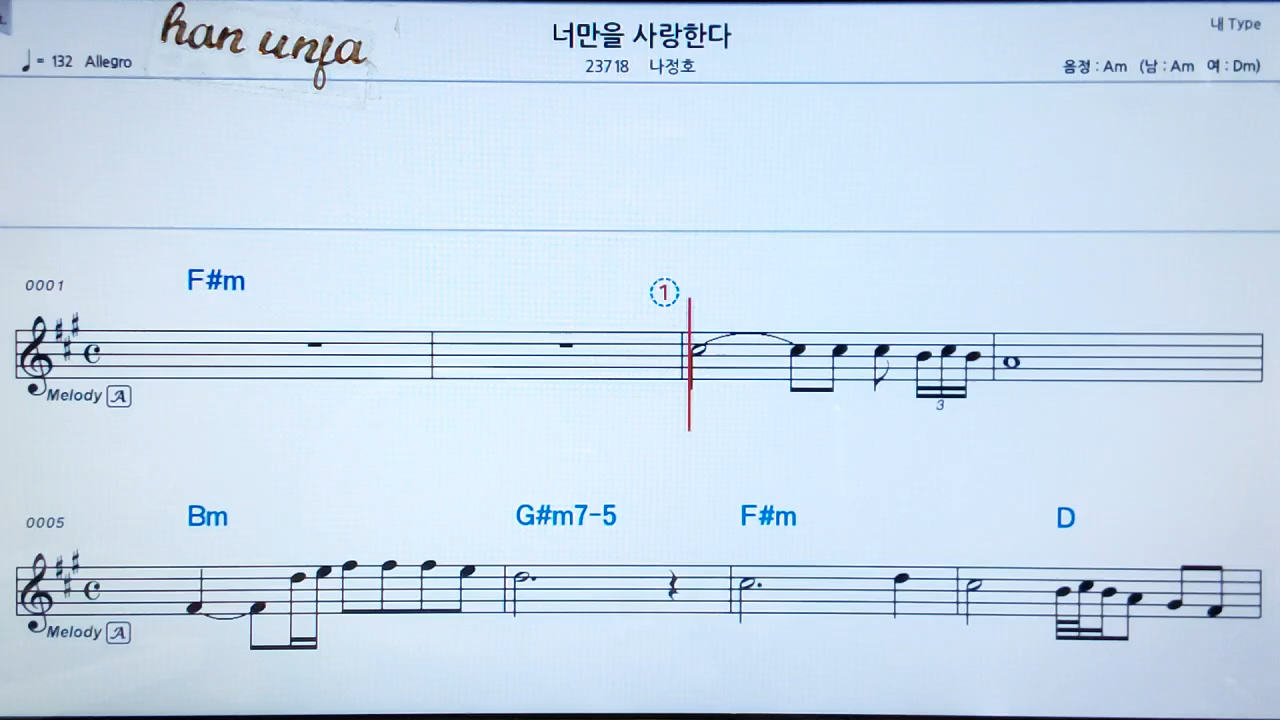 han unfa
너만을 사랑한다
내 Type
= 132 Allegro
23718 나정호
음정 : Am (남 : Am 여 : Dm)
0001
F#m
1
3
Melody A
0005
Bm
G#m7-5
F#m
D
Melody A